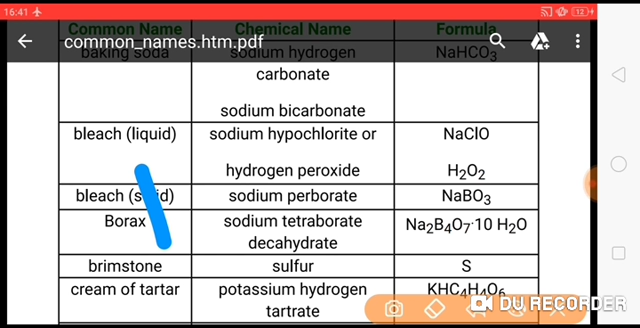 16:41
12
Common Name Chemical Name Formula
common_names.htm.pdf
baking soda sodium hydrogen NaHCO₃
carbonate
sodium bicarbonate
bleach (liquid) sodium hypochlorite or NaClO
hydrogen peroxide H₂O₂
bleach (solid) sodium perborate NaBO₃
Borax sodium tetraborate Na₂B₄O₇·10 H₂O
decahydrate
brimstone sulfur S
cream of tartar potassium hydrogen KHC₄H₄O₆
tartrate
DU RECORDER